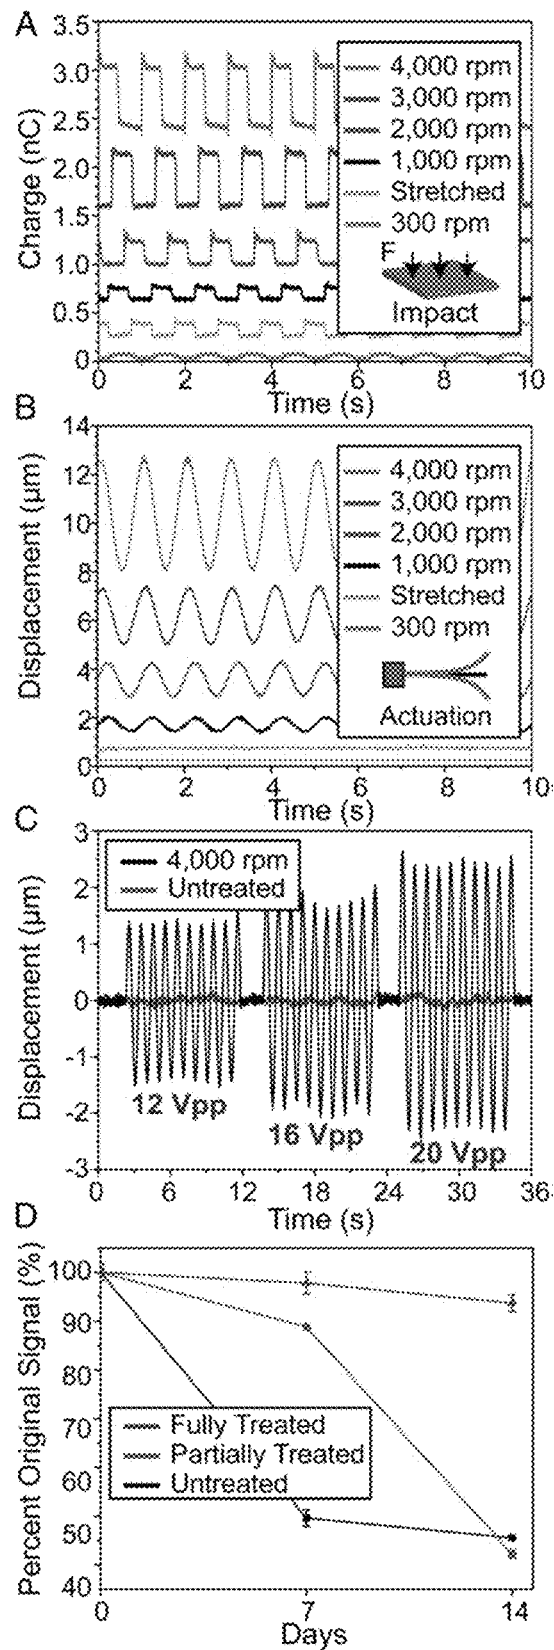 A
3.5
3.0
2.5
2.0
1.5
1.0
0.5
0
Charge (nC)
4,000 rpm
3,000 rpm
2,000 rpm
1,000 rpm
Stretched
300 rpm
F
Impact
0 2 4 6 8 10
Time (s)
B
14
12
10
8
6
4
2
0
Displacement (μm)
4,000 rpm
3,000 rpm
2,000 rpm
1,000 rpm
Stretched
300 rpm
Actuation
0 2 4 6 8 10
Time (s)
C
3
2
1
0
-1
-2
-3
Displacement (μm)
4,000 rpm
Untreated
12 Vpp
16 Vpp
20 Vpp
0 6 12 18 24 30 36
Time (s)
D
100
90
80
70
60
50
40
Percent Original Signal (%)
Fully Treated
Partially Treated
Untreated
0 7 14
Days